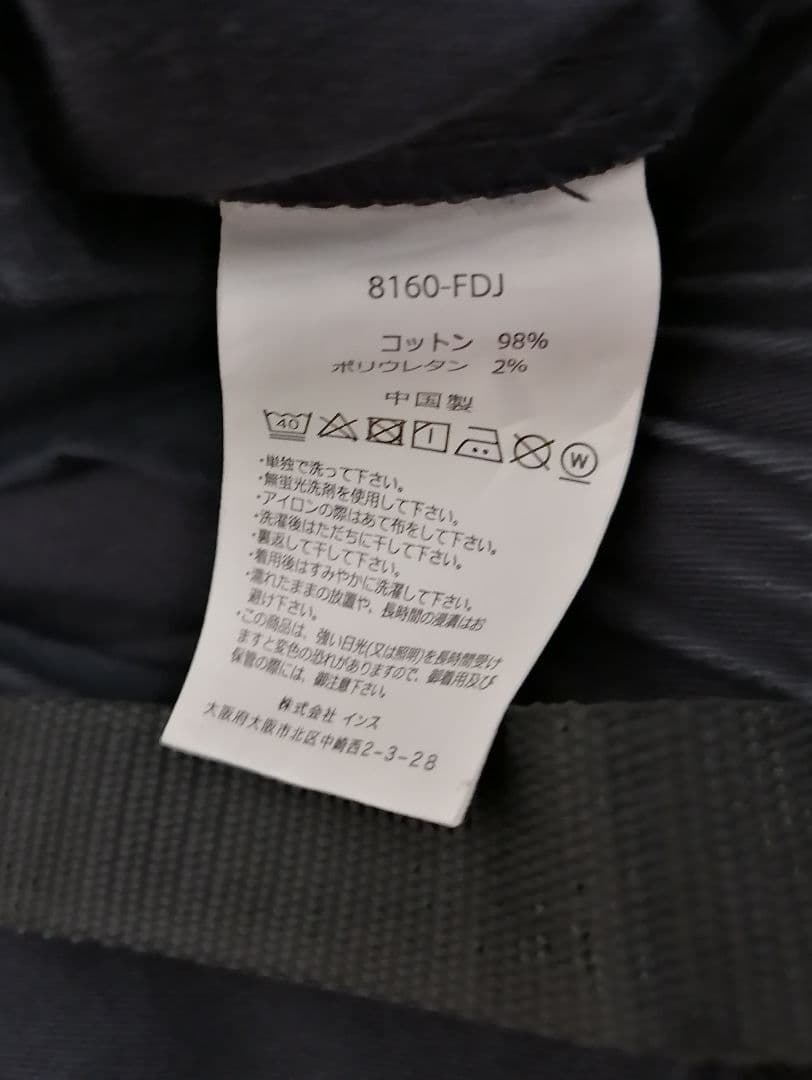 8160-FDJ
コットン 98%
ポリウレタン 2%
中国製
40
W
・単独で洗って下さい。
・無蛍光洗剤を使用して下さい。
・アイロンの際はあて布をして下さい。
・洗濯後はただちに干して下さい。
・裏返して干して下さい。
・着用後はすみやかに洗濯して下さい。
・濡れたままの放置や、長時間の浸漬はお
避け下さい。
・この商品は、強い日光(又は照明)を長時間受け
ますと変色の恐れがありますので、御着用及び
保管の際には、御注意下さい。
株式会社 インス
大阪府大阪市北区中崎西2-3-28